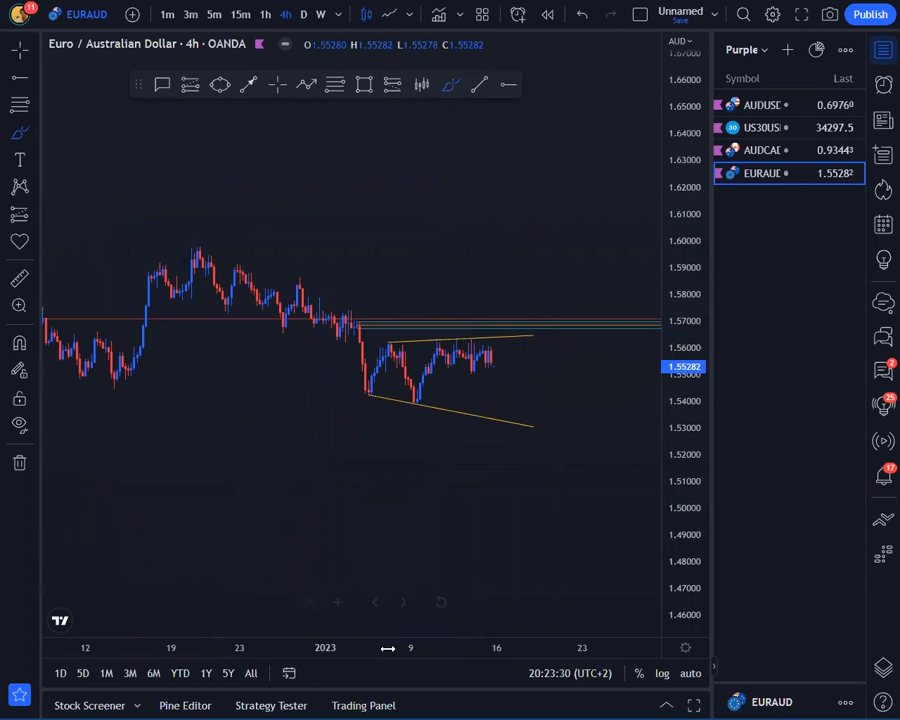 11 EURAUD 1m 3m 5m 15m 1h 4h D W Unnamed Save Publish
Euro / Australian Dollar · 4h · OANDA O1.55280 H1.55282 L1.55278 C1.55282
AUD
Purple
Symbol Last
AUDUSD 0.69760
US30USD 34297.5
AUDCAD 0.93443
EURAUD 1.55282
1.67000
1.66000
1.65000
1.64000
1.63000
1.62000
1.61000
1.60000
1.59000
1.58000
1.57000
1.56000
1.55282
1.55000
1.54000
1.53000
1.52000
1.51000
1.50000
1.49000
1.48000
1.47000
1.46000
2
25
17
12 19 23 2023 9 16 23
1D 5D 1M 3M 6M YTD 1Y 5Y All 20:23:30 (UTC+2) % log auto
Stock Screener Pine Editor Strategy Tester Trading Panel EURAUD